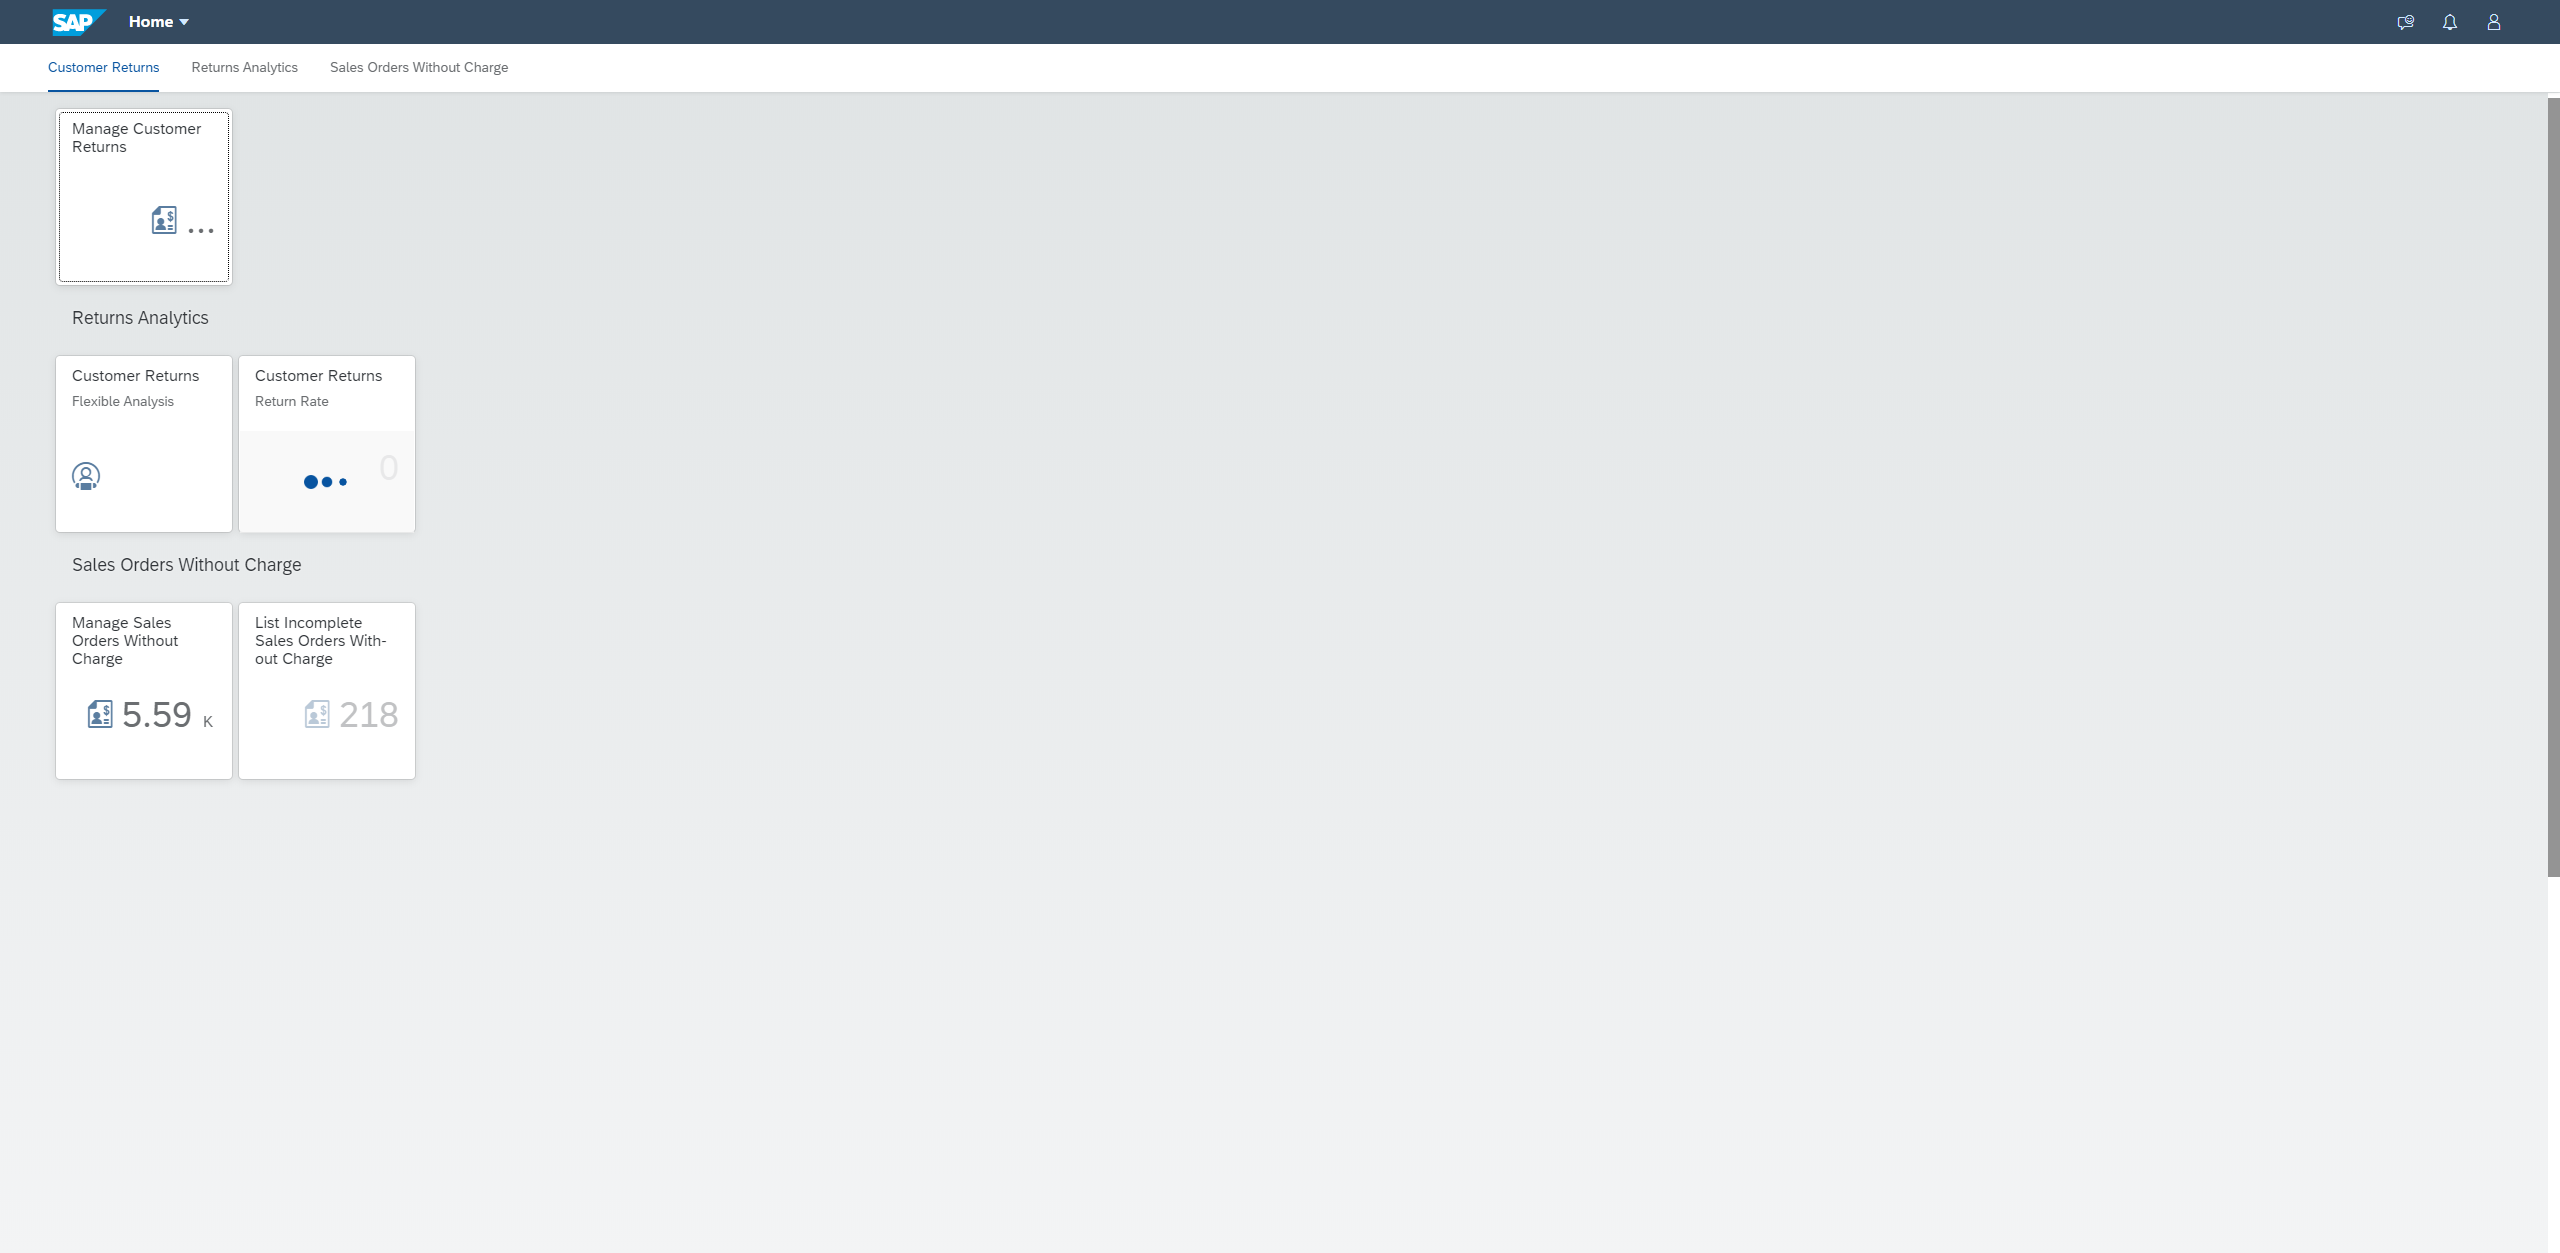 SAP Home
Customer Returns Returns Analytics Sales Orders Without Charge
Manage Customer
Returns
...
Returns Analytics
Customer Returns
Flexible Analysis
Customer Returns
Return Rate
0
Sales Orders Without Charge
Manage Sales
Orders Without
Charge
5.59 K
List Incomplete
Sales Orders With-
out Charge
218